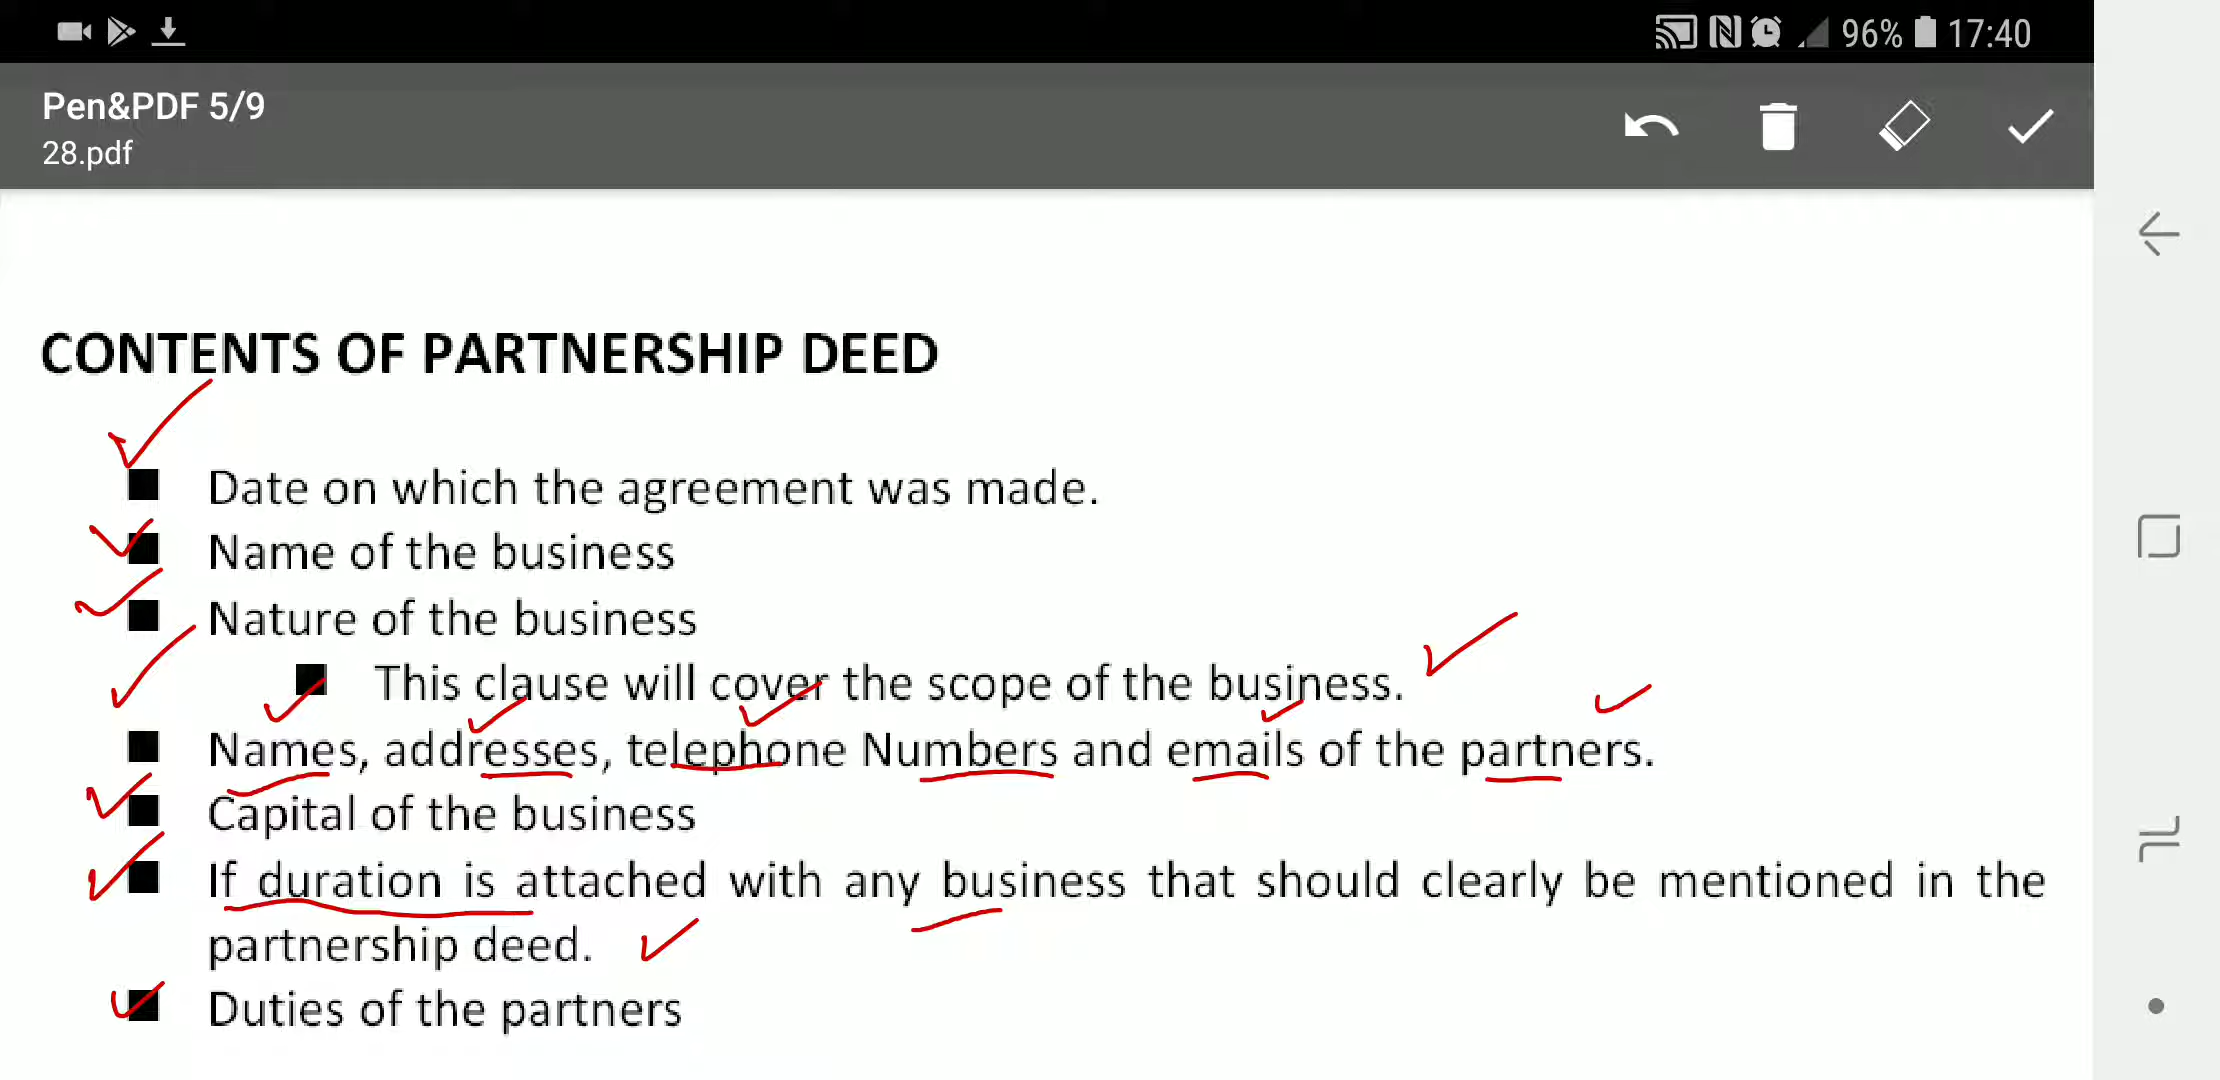 96% 17:40
Pen&PDF 5/9
28.pdf
CONTENTS OF PARTNERSHIP DEED
Date on which the agreement was made.
Name of the business
Nature of the business
This clause will cover the scope of the business.
Names, addresses, telephone Numbers and emails of the partners.
Capital of the business
If duration is attached with any business that should clearly be mentioned in the
partnership deed.
Duties of the partners